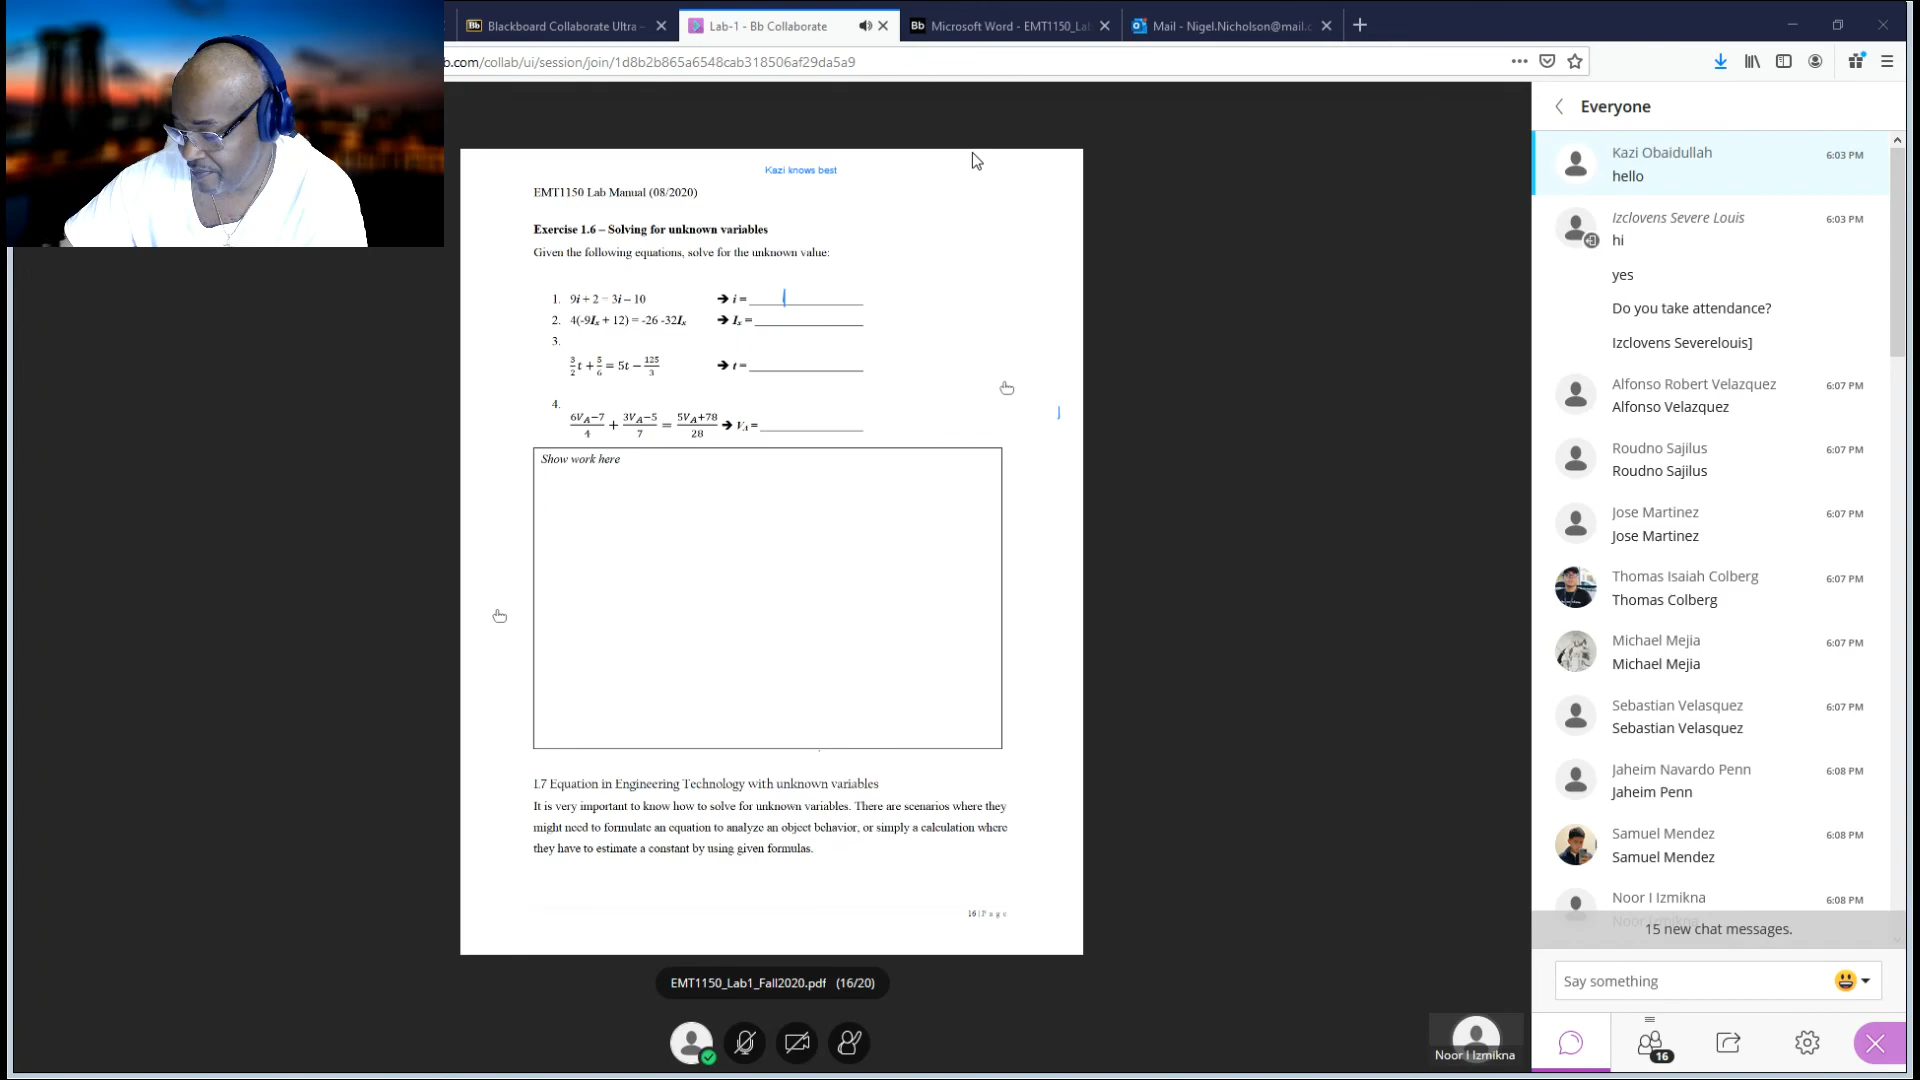 Blackboard Collaborate Ultra –
Lab-1 - Bb Collaborate
Microsoft Word - EMT1150_La
Mail - Nigel.Nicholson@mail.c
b.com/collab/ui/session/join/1d8b2b865a6548cab318506af29da5a9
Kazi knows best
EMT1150 Lab Manual (08/2020)
Exercise 1.6 – Solving for unknown variables
Given the following equations, solve for the unknown value:
1. 9i + 2 = 3i – 10 ➔ i = ____________
2. 4(-9Iₓ + 12) = -26 -32Iₓ ➔ Iₓ = ____________
3.
3/2 t + 5/6 = 5t − 125/3 ➔ t = ____________
4.
(6V_A−7)/4 + (3V_A−5)/7 = (5V_A+78)/28 ➔ V_A = ____________
Show work here
1.7 Equation in Engineering Technology with unknown variables
It is very important to know how to solve for unknown variables. There are scenarios where they
might need to formulate an equation to analyze an object behavior, or simply a calculation where
they have to estimate a constant by using given formulas.
16 | P a g e
EMT1150_Lab1_Fall2020.pdf (16/20)
Noor I Izmikna
Everyone
Kazi Obaidullah 6:03 PM
hello
Izclovens Severe Louis 6:03 PM
hi
yes
Do you take attendance?
Izclovens Severelouis]
Alfonso Robert Velazquez 6:07 PM
Alfonso Velazquez
Roudno Sajilus 6:07 PM
Roudno Sajilus
Jose Martinez 6:07 PM
Jose Martinez
Thomas Isaiah Colberg 6:07 PM
Thomas Colberg
Michael Mejia 6:07 PM
Michael Mejia
Sebastian Velasquez 6:07 PM
Sebastian Velasquez
Jaheim Navardo Penn 6:08 PM
Jaheim Penn
Samuel Mendez 6:08 PM
Samuel Mendez
Noor I Izmikna 6:08 PM
Noor Izmikna
15 new chat messages.
Say something
16